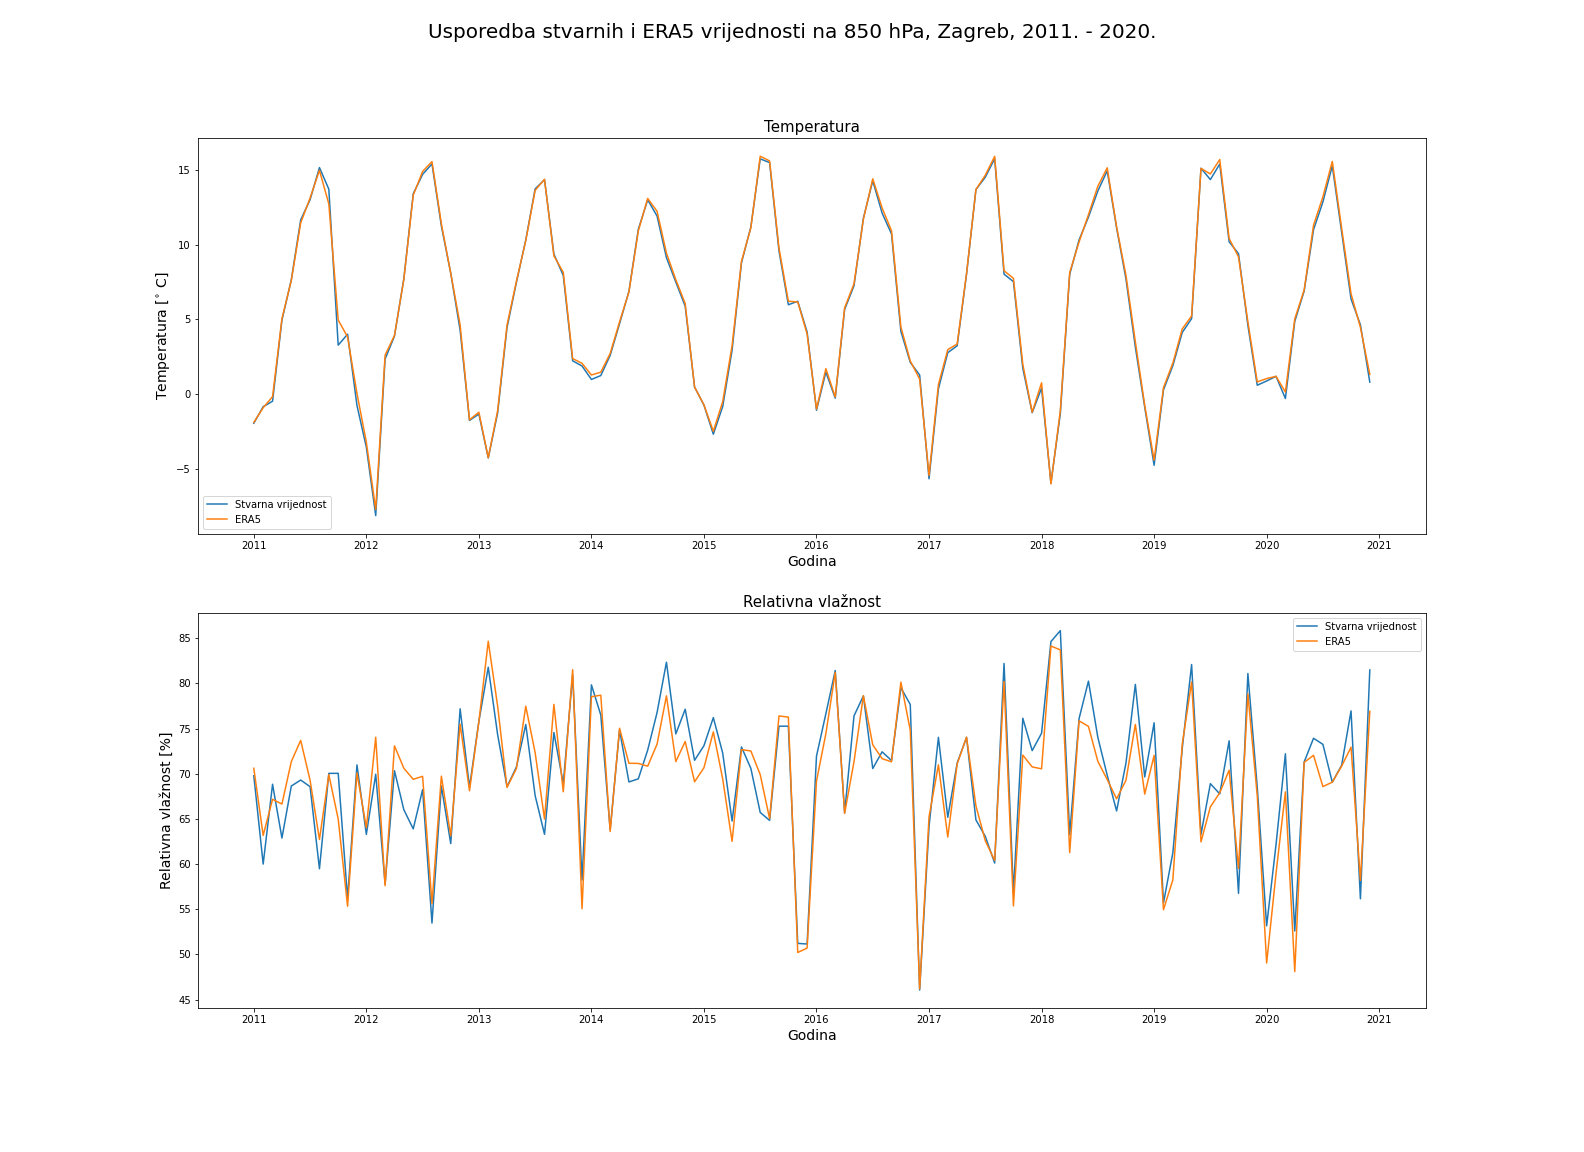 Usporedba stvarnih i ERA5 vrijednosti na 850 hPa, Zagreb, 2011. - 2020.
Temperatura
Temperatura [° C]
15
10
5
0
−5
Stvarna vrijednost
ERA5
2011 2012 2013 2014 2015 2016 2017 2018 2019 2020 2021
Godina
Relativna vlažnost
Relativna vlažnost [%]
85
80
75
70
65
60
55
50
45
Stvarna vrijednost
ERA5
2011 2012 2013 2014 2015 2016 2017 2018 2019 2020 2021
Godina